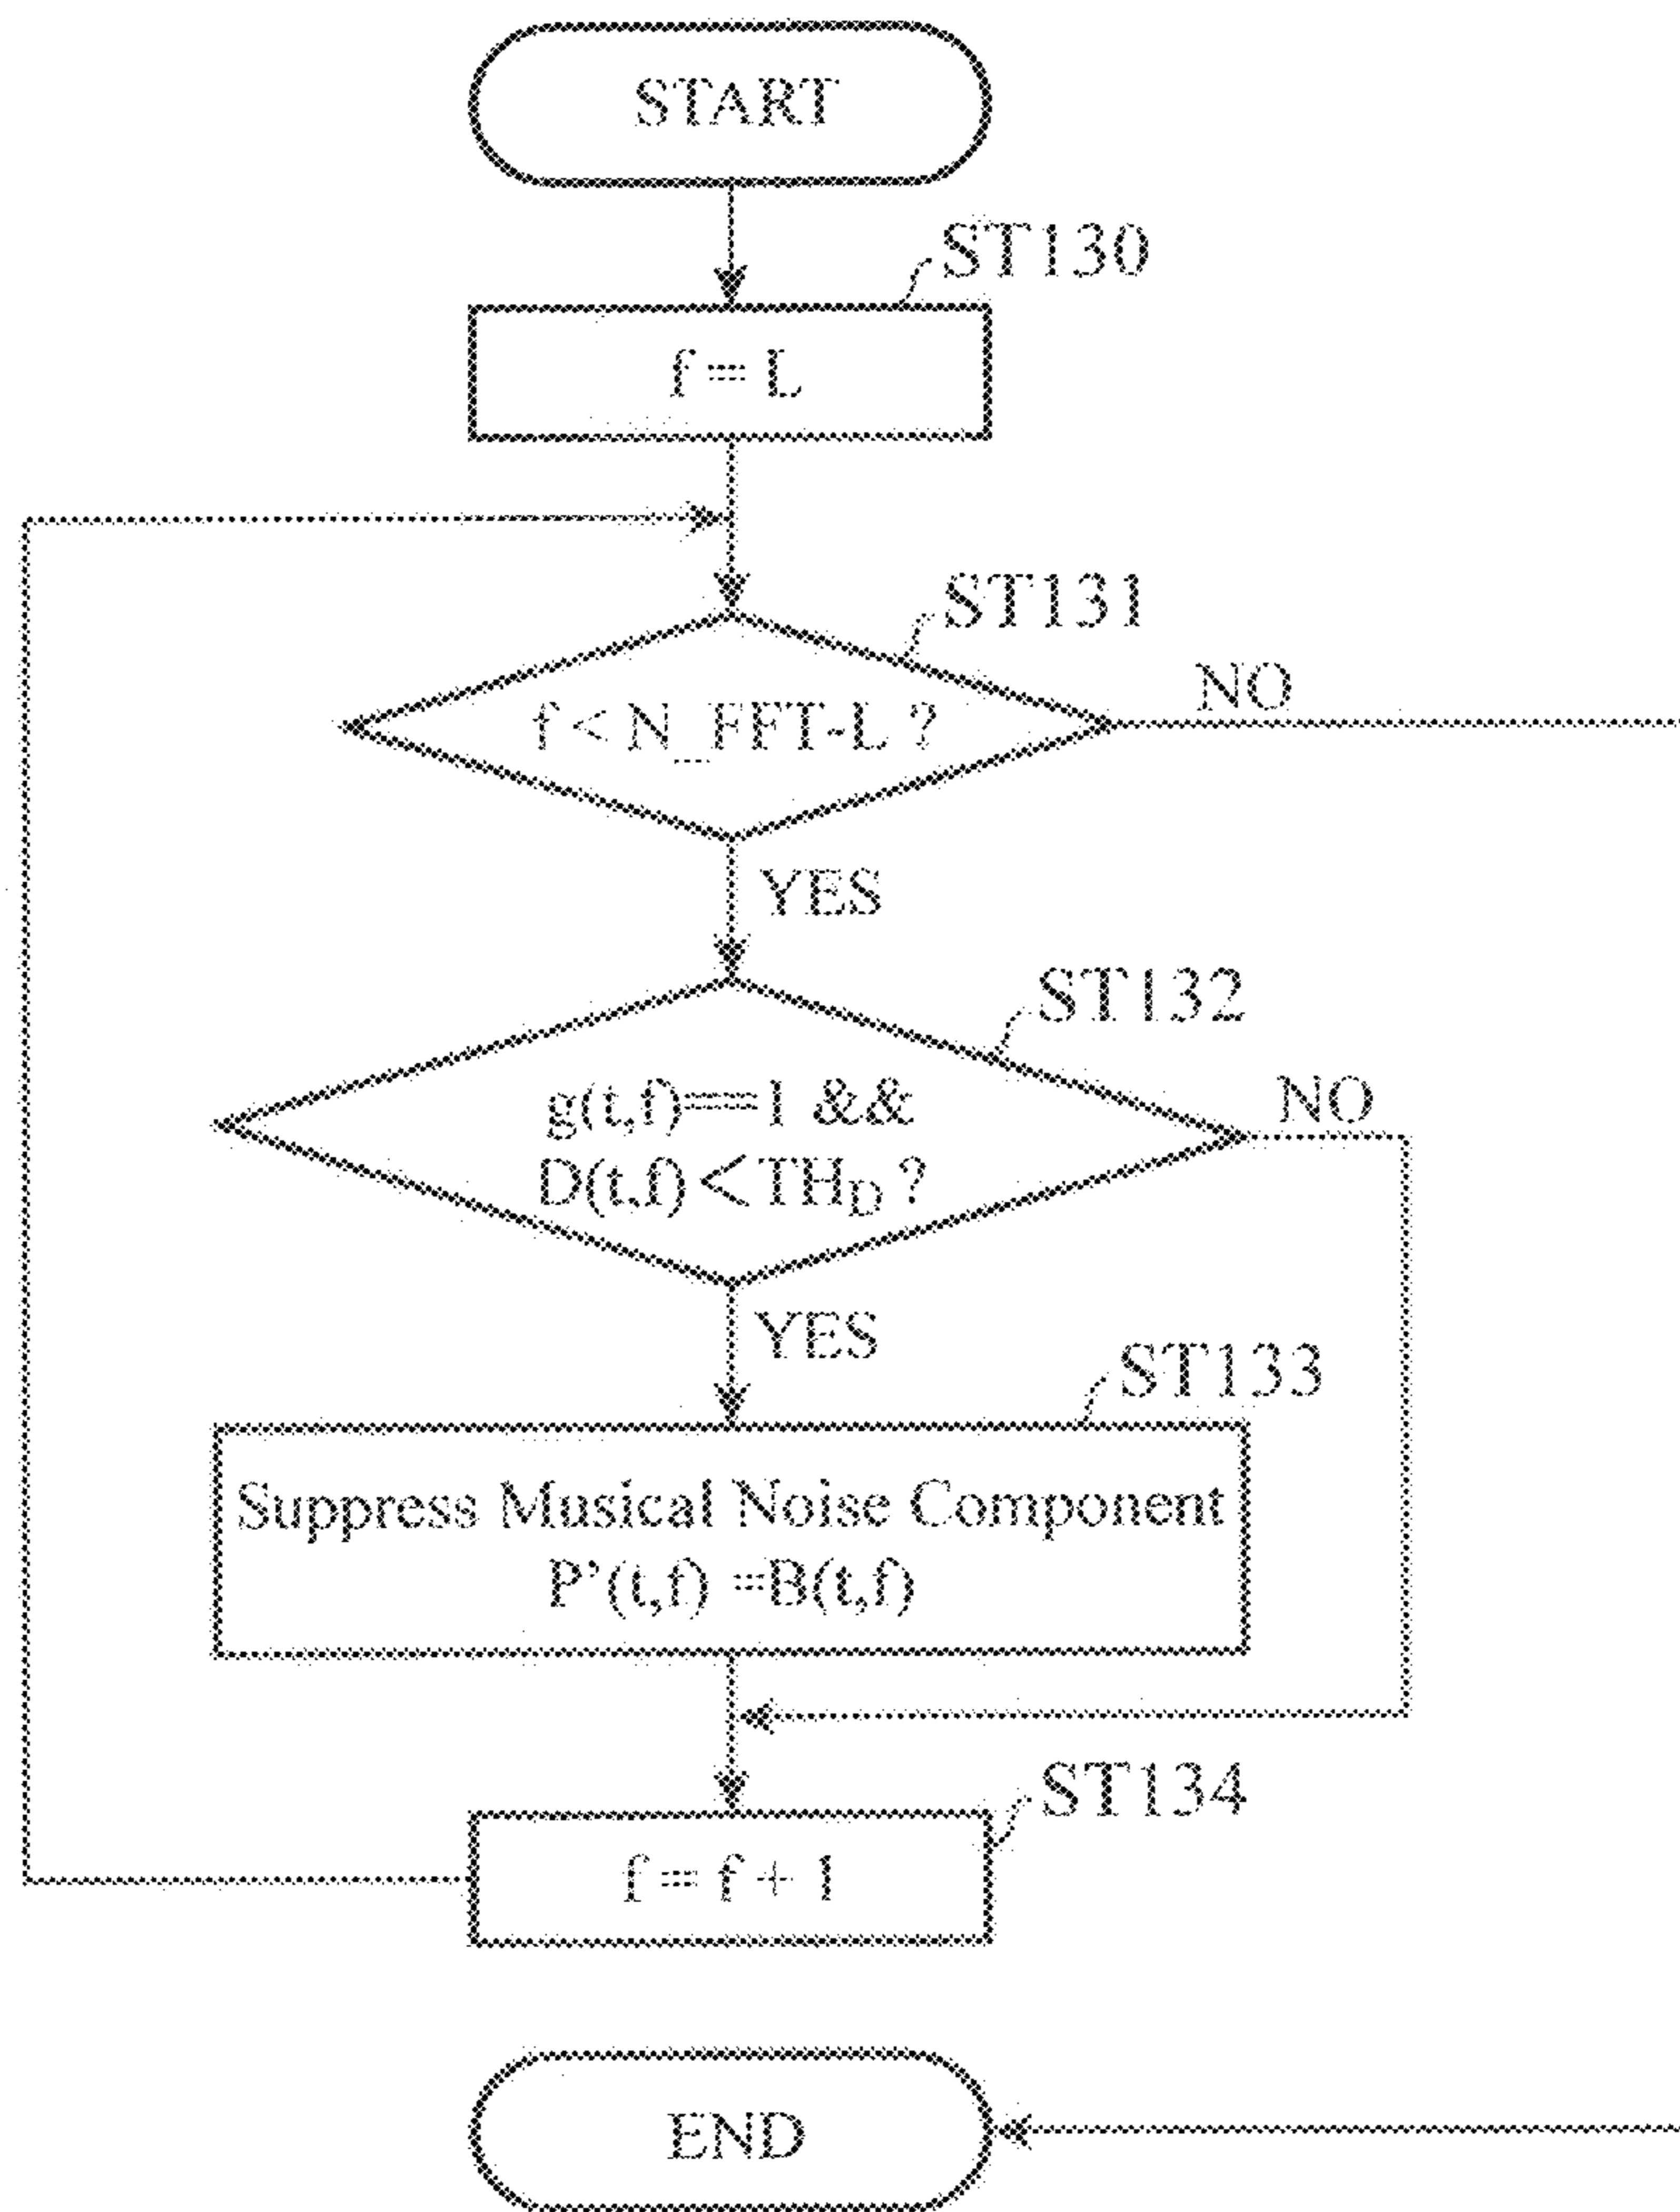 START
ST130
f = L
ST131
f < N_FFT-L ?
NO
YES
ST132
g(t,f)==1 &&
D(t,f)<TH_D ?
NO
YES
ST133
Suppress Musical Noise Component
P’(t,f) =B(t,f)
ST134
f = f + 1
END